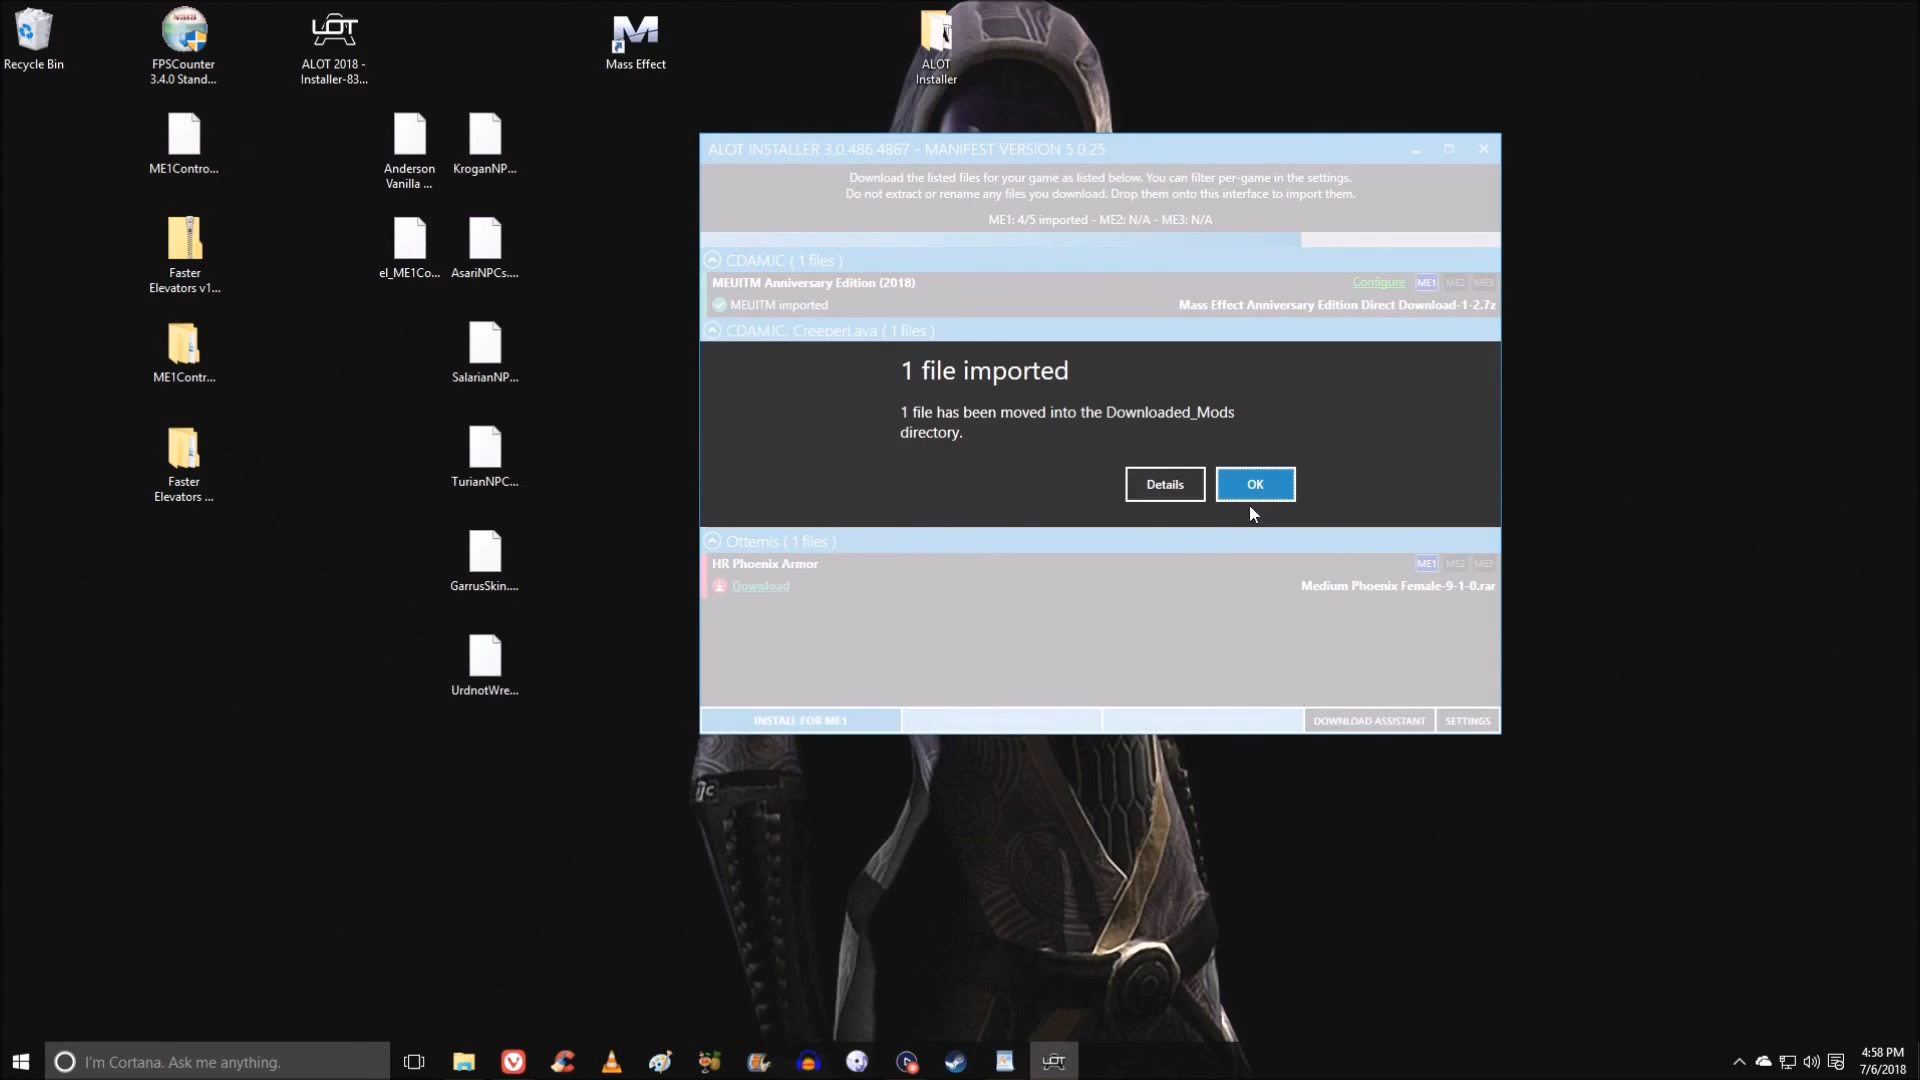 Recycle Bin
FPSCounter
3.4.0 Stand...
ALOT 2018 -
Installer-83...
Mass Effect
ALOT
Installer
ME1Contro...
Anderson
Vanilla ...
KroganNP...
Faster
Elevators v1...
el_ME1Co...
AsariNPCs....
ME1Contr...
SalarianNP...
Faster
Elevators ...
TurianNPC...
GarrusSkin....
UrdnotWre...
ALOT INSTALLER 3.0.486.4867 - MANIFEST VERSION 5.0.25
Download the listed files for your game as listed below. You can filter per-game in the settings.
Do not extract or rename any files you download. Drop them onto this interface to import them.
ME1: 4/5 imported - ME2: N/A - ME3: N/A
CDAMJC ( 1 files )
MEUITM Anniversary Edition (2018) Configure ME1 ME2 ME3
MEUITM imported Mass Effect Anniversary Edition Direct Download-1-2.7z
CDAMJC, CreeperLava ( 1 files )
1 file imported
1 file has been moved into the Downloaded_Mods
directory.
Details OK
Ottemis ( 1 files )
HR Phoenix Armor ME1 ME2 ME3
Download Medium Phoenix Female-9-1-0.rar
INSTALL FOR ME1 DOWNLOAD ASSISTANT SETTINGS
I'm Cortana. Ask me anything.
4:58 PM
7/6/2018